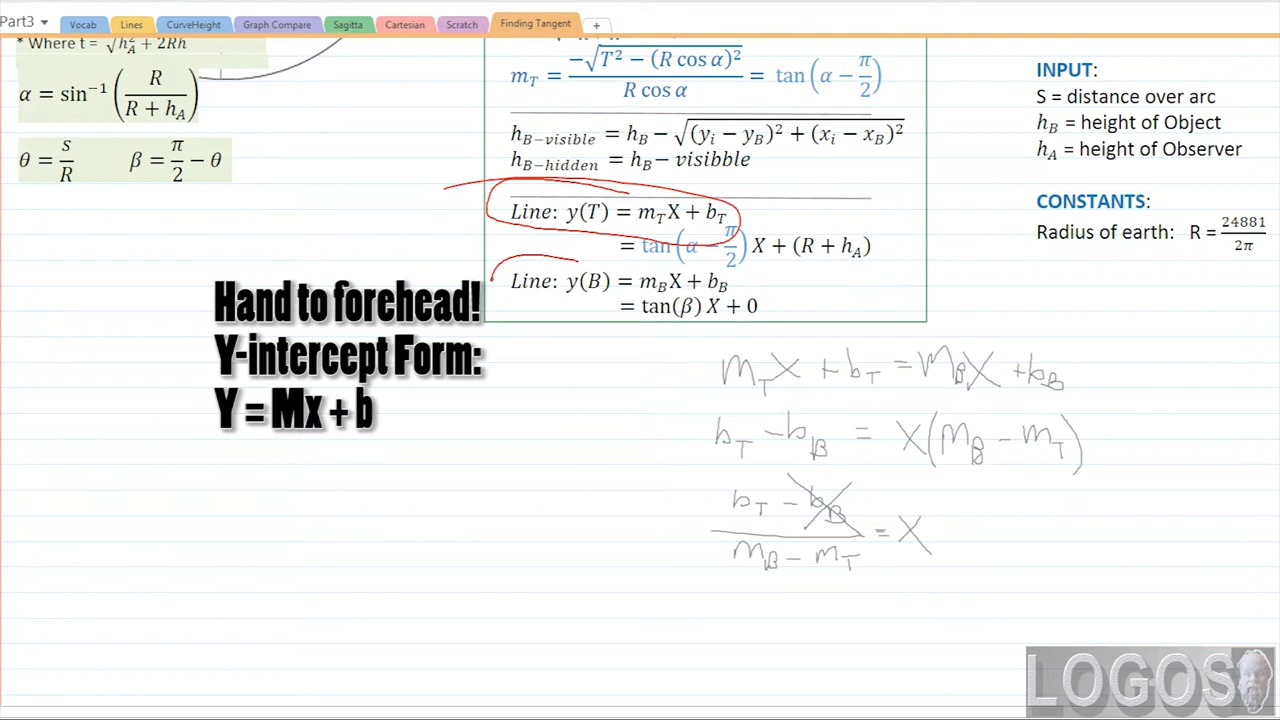 Part3 Vocab Lines CurveHeight Graph Compare Sagitta Cartesian Scratch Finding Tangent +
* Where t = √(h_A² + 2Rh)
α = sin⁻¹(R / (R + h_A))
θ = s/R β = π/2 − θ
m_T = −√(T² − (R cos α)²) / (R cos α) = tan(α − π/2)
h_B−visible = h_B − √((y_i − y_B)² + (x_i − x_B)²)
h_B−hidden = h_B − visibble
Line: y(T) = m_T X + b_T
= tan(α − π/2) X + (R + h_A)
Line: y(B) = m_B X + b_B
= tan(β) X + 0
INPUT:
S = distance over arc
h_B = height of Object
h_A = height of Observer
CONSTANTS:
Radius of earth: R = 24881/2π
Hand to forehead!
Y-intercept Form:
Y = Mx + b
m_T X + b_T = m_B X + b_B
b_T − b_B = X(m_B − m_T)
(b_T − b_B) / (m_B − m_T) = X
LOGOS